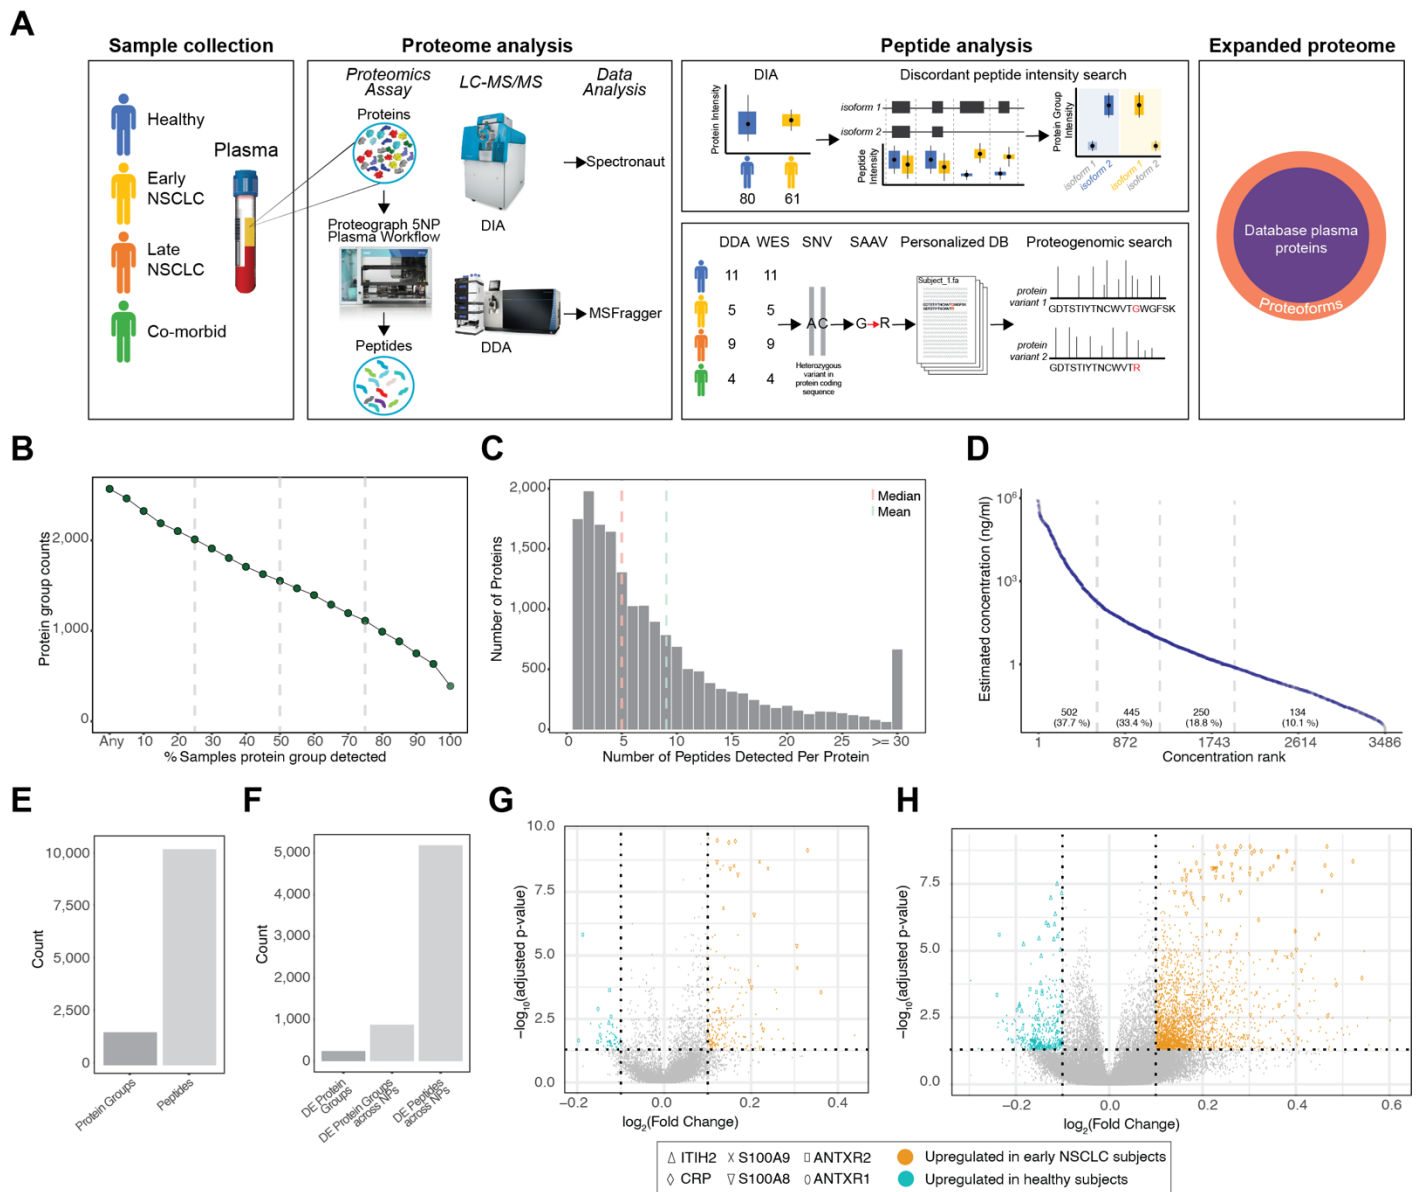 A
Sample collection
Proteome analysis
Peptide analysis
Expanded proteome
Healthy
Early
NSCLC
Late
NSCLC
Co-morbid
Plasma
Proteomics
Assay
LC-MS/MS
Data
Analysis
Proteins
Proteograph 5NP
Plasma Workflow
Peptides
DIA
DDA
Spectronaut
MSFragger
DIA
Discordant peptide intensity search
Protein Intensity
80
61
isoform 1
isoform 2
Peptide
Intensity
Protein Group
Intensity
isoform 1
isoform 2
isoform 1
isoform 2
DDA WES SNV SAAV Personalized DB Proteogenomic search
11 11
5 5
9 9
4 4
A C
Heterozygous
variant in
protein coding
sequence
G R
Subject_1.fa
protein
variant 1
GDTSTIYTNCWVTGWGFSK
protein
variant 2
GDTSTIYTNCWVTR
Database plasma
proteins
Proteoforms
B
Protein group counts
2,000
1,000
0
Any 10 20 30 40 50 60 70 80 90 100
% Samples protein group detected
C
Number of Proteins
2,000
1,500
1,000
500
0
0 5 10 15 20 25 >= 30
Number of Peptides Detected Per Protein
Median
Mean
D
Estimated concentration (ng/ml)
10^6
10^3
1
502
(37.7 %)
445
(33.4 %)
250
(18.8 %)
134
(10.1 %)
1 872 1743 2614 3486
Concentration rank
E
Count
10,000
7,500
5,000
2,500
0
Protein Groups
Peptides
F
Count
5,000
4,000
3,000
2,000
1,000
0
DE Protein
Groups
DE Protein Groups
across NPs
DE Peptides
across NPs
G
−log10(adjusted p-value)
10.0
7.5
5.0
2.5
0.0
−0.2 0.0 0.2 0.4
log2(Fold Change)
H
−log10(adjusted p-value)
7.5
5.0
2.5
0.0
−0.2 0.0 0.2 0.4 0.6
log2(Fold Change)
ITIH2 S100A9 ANTXR2 Upregulated in early NSCLC subjects
CRP S100A8 ANTXR1 Upregulated in healthy subjects